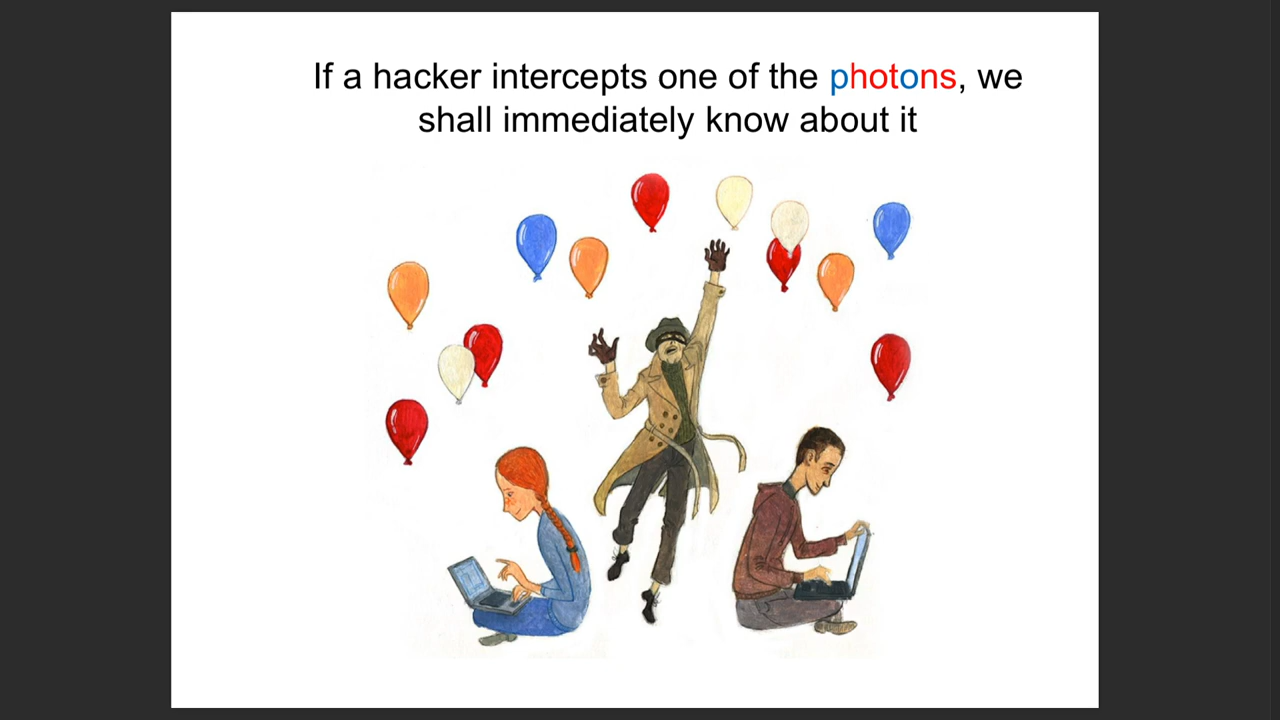 If a hacker intercepts one of the photons, we
shall immediately know about it